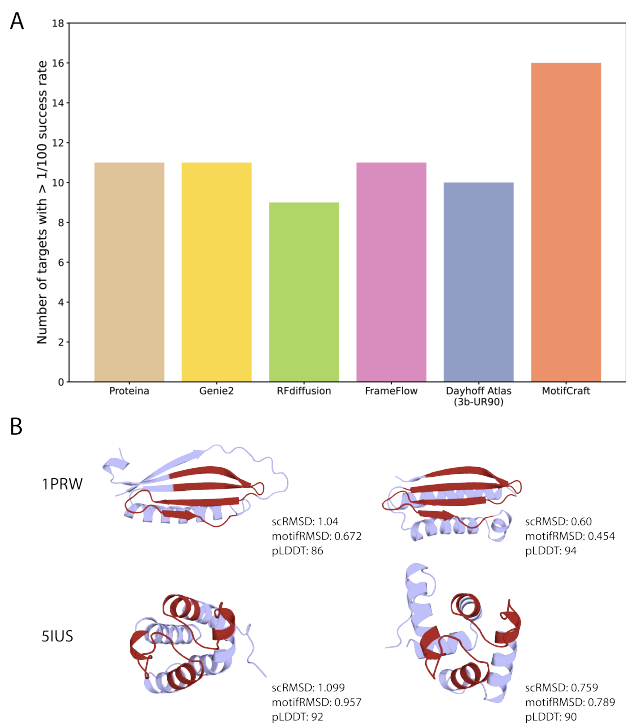 A
Number of targets with > 1/100 success rate
18
16
14
12
10
8
6
4
2
0
Proteina
Genie2
RFdiffusion
FrameFlow
Dayhoff Atlas
(3b-UR90)
MotifCraft
B
1PRW
scRMSD: 1.04
motifRMSD: 0.672
pLDDT: 86
scRMSD: 0.60
motifRMSD: 0.454
pLDDT: 94
5IUS
scRMSD: 1.099
motifRMSD: 0.957
pLDDT: 92
scRMSD: 0.759
motifRMSD: 0.789
pLDDT: 90